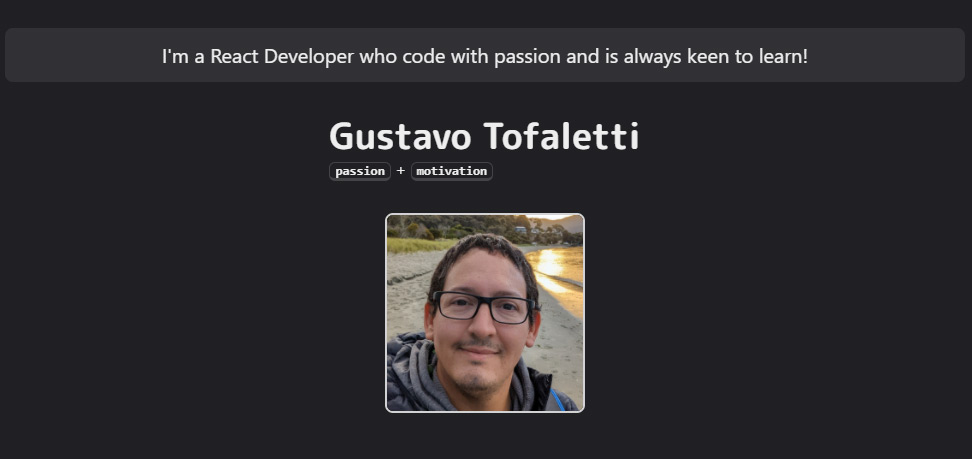 I'm a React Developer who code with passion and is always keen to learn!
Gustavo Tofaletti
passion + motivation